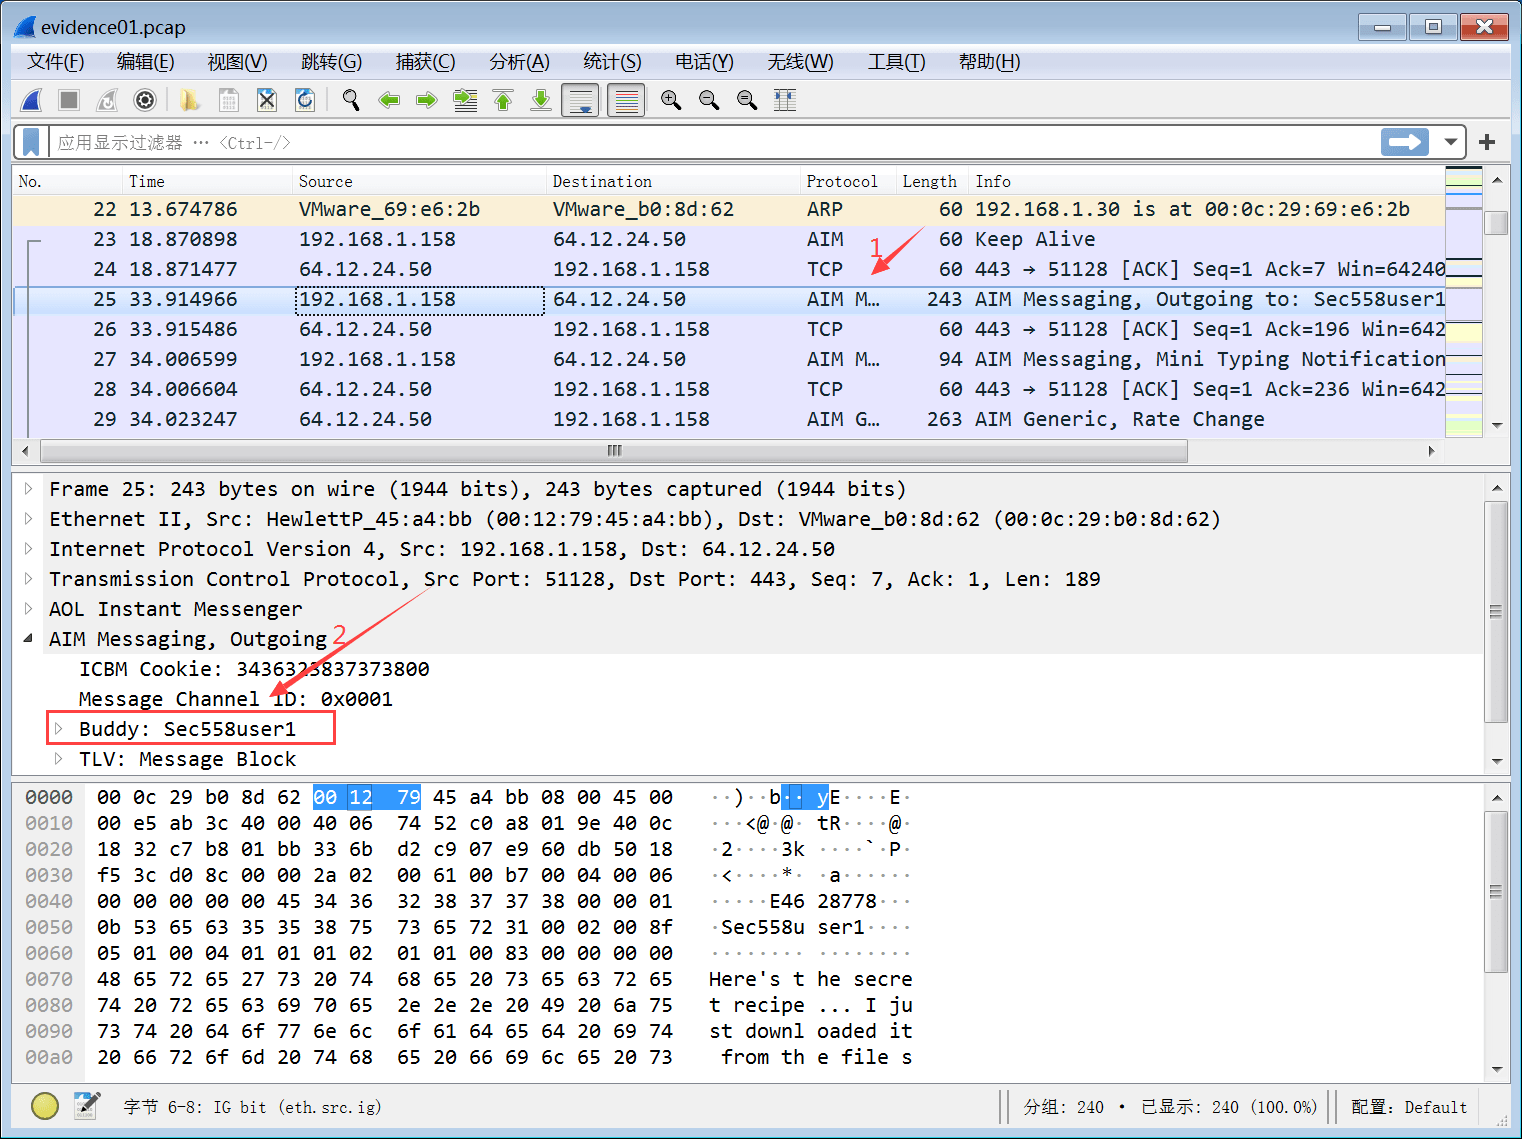 evidence01.pcap
文件(F) 编辑(E) 视图(V) 跳转(G) 捕获(C) 分析(A) 统计(S) 电话(Y) 无线(W) 工具(T) 帮助(H)
应用显示过滤器 … <Ctrl-/>
No. Time Source Destination Protocol Length Info
22 13.674786 VMware_69:e6:2b VMware_b0:8d:62 ARP 60 192.168.1.30 is at 00:0c:29:69:e6:2b
23 18.870898 192.168.1.158 64.12.24.50 AIM 60 Keep Alive
1
24 18.871477 64.12.24.50 192.168.1.158 TCP 60 443 → 51128 [ACK] Seq=1 Ack=7 Win=64240
25 33.914966 192.168.1.158 64.12.24.50 AIM M… 243 AIM Messaging, Outgoing to: Sec558user1
26 33.915486 64.12.24.50 192.168.1.158 TCP 60 443 → 51128 [ACK] Seq=1 Ack=196 Win=642
27 34.006599 192.168.1.158 64.12.24.50 AIM M… 94 AIM Messaging, Mini Typing Notification
28 34.006604 64.12.24.50 192.168.1.158 TCP 60 443 → 51128 [ACK] Seq=1 Ack=236 Win=642
29 34.023247 64.12.24.50 192.168.1.158 AIM G… 263 AIM Generic, Rate Change
Frame 25: 243 bytes on wire (1944 bits), 243 bytes captured (1944 bits)
Ethernet II, Src: HewlettP_45:a4:bb (00:12:79:45:a4:bb), Dst: VMware_b0:8d:62 (00:0c:29:b0:8d:62)
Internet Protocol Version 4, Src: 192.168.1.158, Dst: 64.12.24.50
Transmission Control Protocol, Src Port: 51128, Dst Port: 443, Seq: 7, Ack: 1, Len: 189
AOL Instant Messenger
AIM Messaging, Outgoing 2
ICBM Cookie: 3436323837373800
Message Channel ID: 0x0001
Buddy: Sec558user1
TLV: Message Block
0000 00 0c 29 b0 8d 62 00 12 79 45 a4 bb 08 00 45 00 ··)··b·· yE····E·
0010 00 e5 ab 3c 40 00 40 06 74 52 c0 a8 01 9e 40 0c ···<@·@· tR····@·
0020 18 32 c7 b8 01 bb 33 6b d2 c9 07 e9 60 db 50 18 ·2····3k ····`·P·
0030 f5 3c d0 8c 00 00 2a 02 00 61 00 b7 00 04 00 06 ·<····*· ·a······
0040 00 00 00 00 00 45 34 36 32 38 37 37 38 00 00 01 ·····E46 28778···
0050 0b 53 65 63 35 35 38 75 73 65 72 31 00 02 00 8f ·Sec558u ser1····
0060 05 01 00 04 01 01 01 02 01 01 00 83 00 00 00 00 ········ ········
0070 48 65 72 65 27 73 20 74 68 65 20 73 65 63 72 65 Here's t he secre
0080 74 20 72 65 63 69 70 65 2e 2e 2e 20 49 20 6a 75 t recipe ... I ju
0090 73 74 20 64 6f 77 6e 6c 6f 61 64 65 64 20 69 74 st downl oaded it
00a0 20 66 72 6f 6d 20 74 68 65 20 66 69 6c 65 20 73 from th e file s
字节 6-8: IG bit (eth.src.ig) 分组: 240 · 已显示: 240 (100.0%) 配置: Default